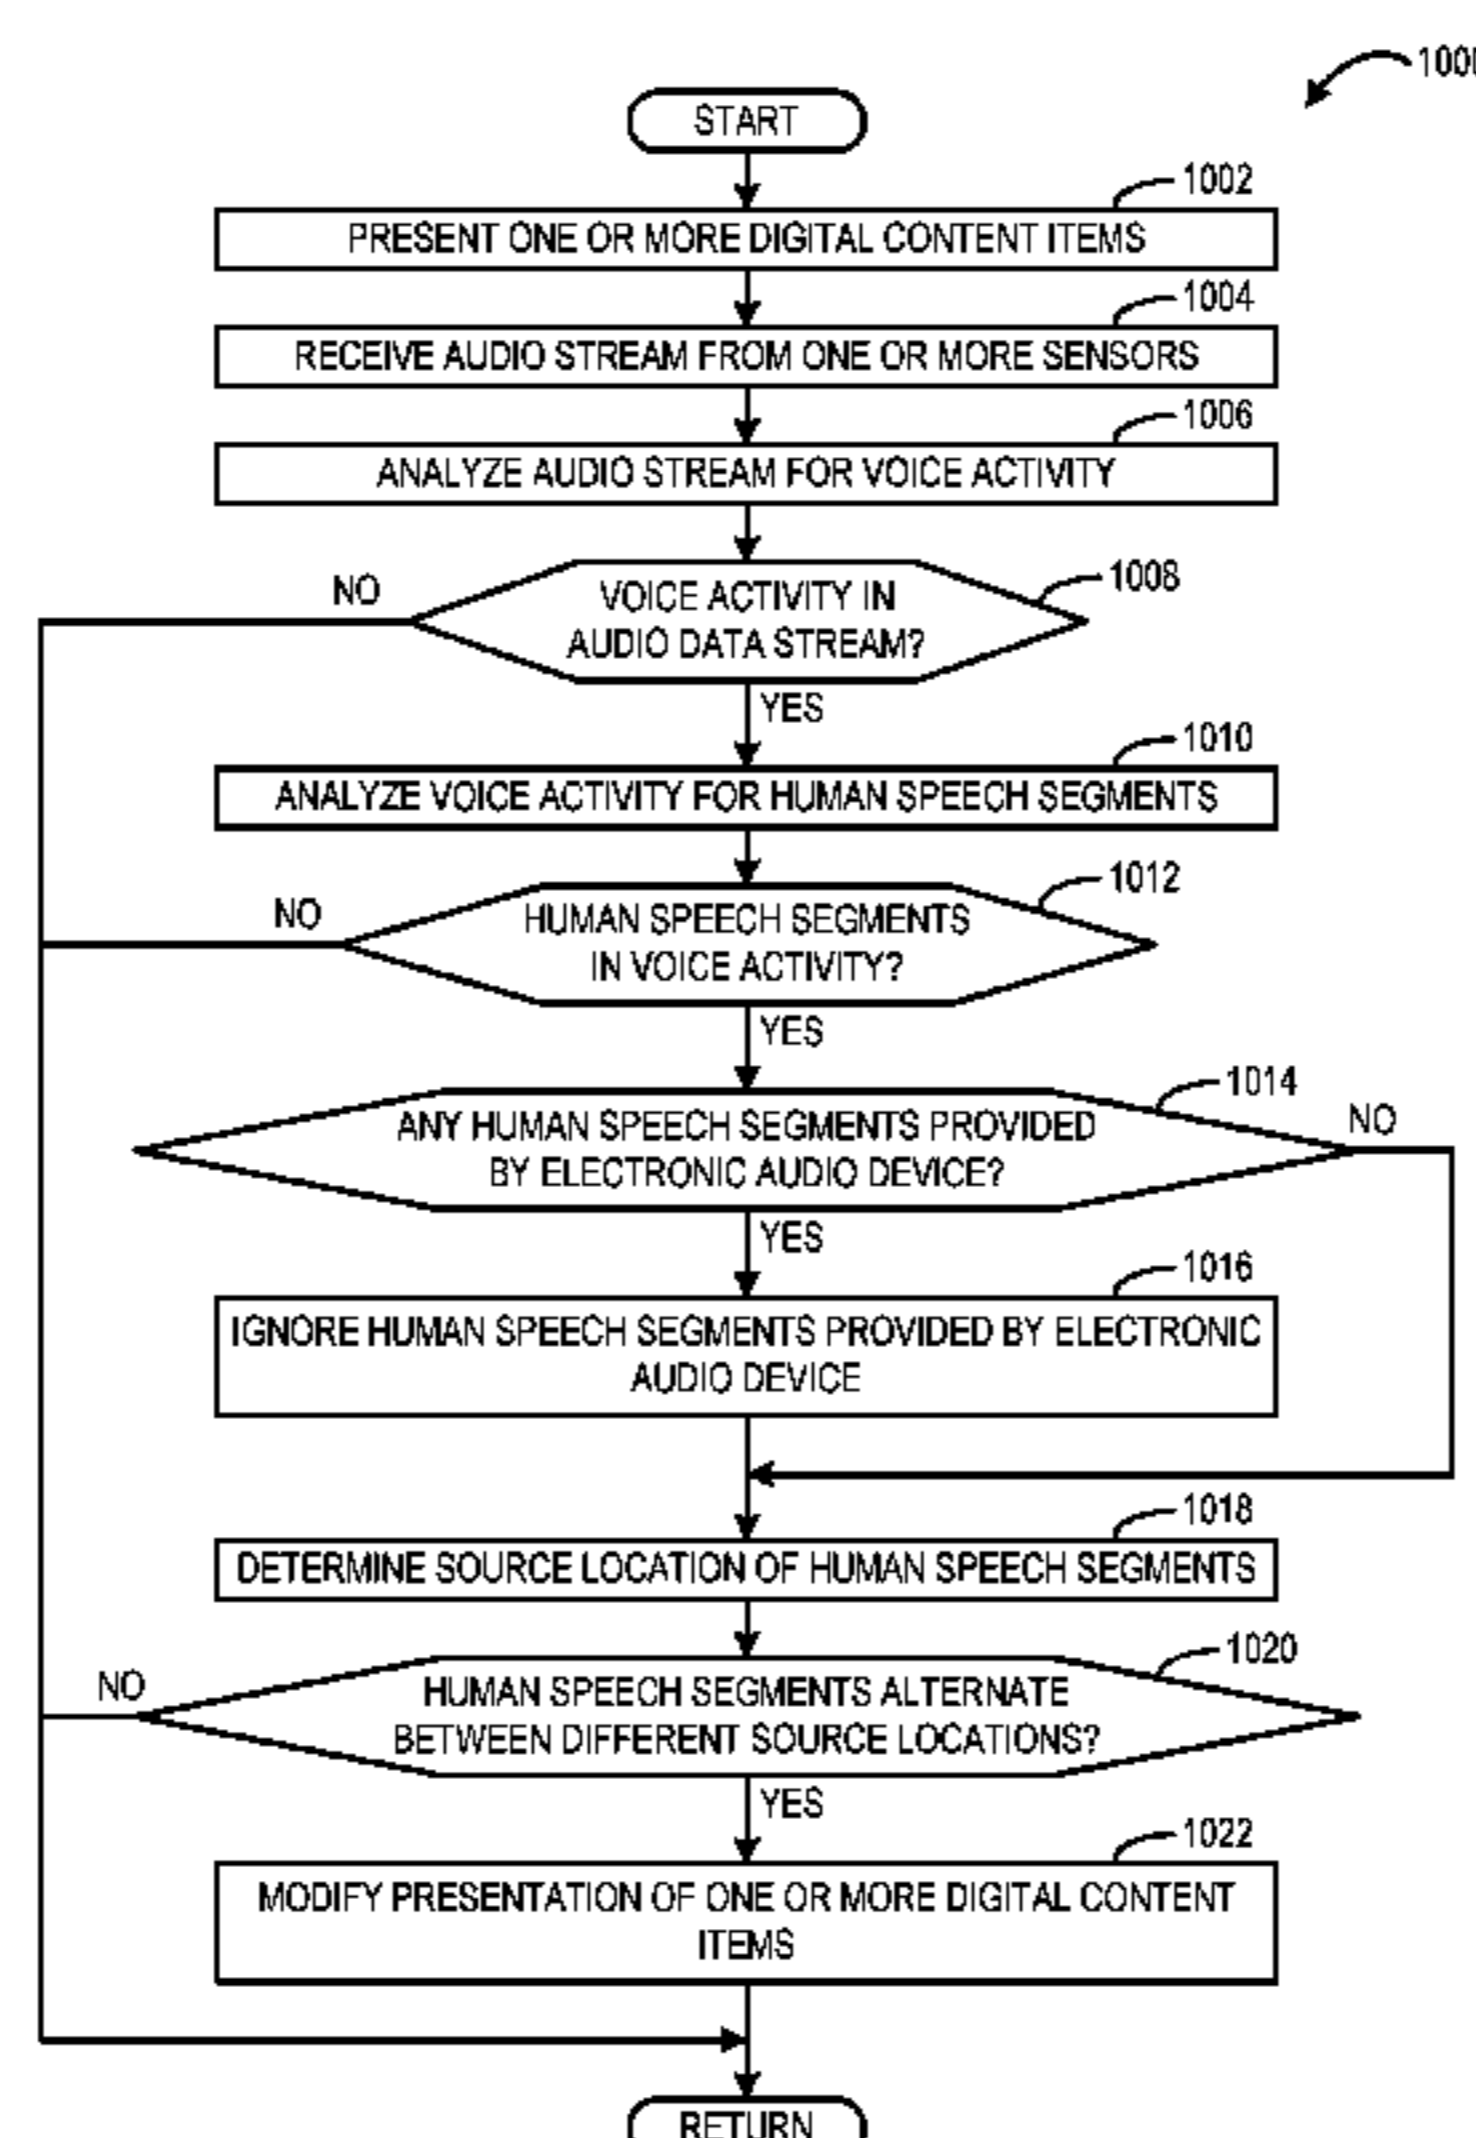 START
1002
PRESENT ONE OR MORE DIGITAL CONTENT ITEMS
1004
RECEIVE AUDIO STREAM FROM ONE OR MORE SENSORS
1006
ANALYZE AUDIO STREAM FOR VOICE ACTIVITY
1008
NO
VOICE ACTIVITY IN
AUDIO DATA STREAM?
YES
1010
ANALYZE VOICE ACTIVITY FOR HUMAN SPEECH SEGMENTS
1012
NO
HUMAN SPEECH SEGMENTS
IN VOICE ACTIVITY?
YES
1014
NO
ANY HUMAN SPEECH SEGMENTS PROVIDED
BY ELECTRONIC AUDIO DEVICE?
YES
1016
IGNORE HUMAN SPEECH SEGMENTS PROVIDED BY ELECTRONIC
AUDIO DEVICE
1018
DETERMINE SOURCE LOCATION OF HUMAN SPEECH SEGMENTS
1020
NO
HUMAN SPEECH SEGMENTS ALTERNATE
BETWEEN DIFFERENT SOURCE LOCATIONS?
YES
1022
MODIFY PRESENTATION OF ONE OR MORE DIGITAL CONTENT
ITEMS
RETURN